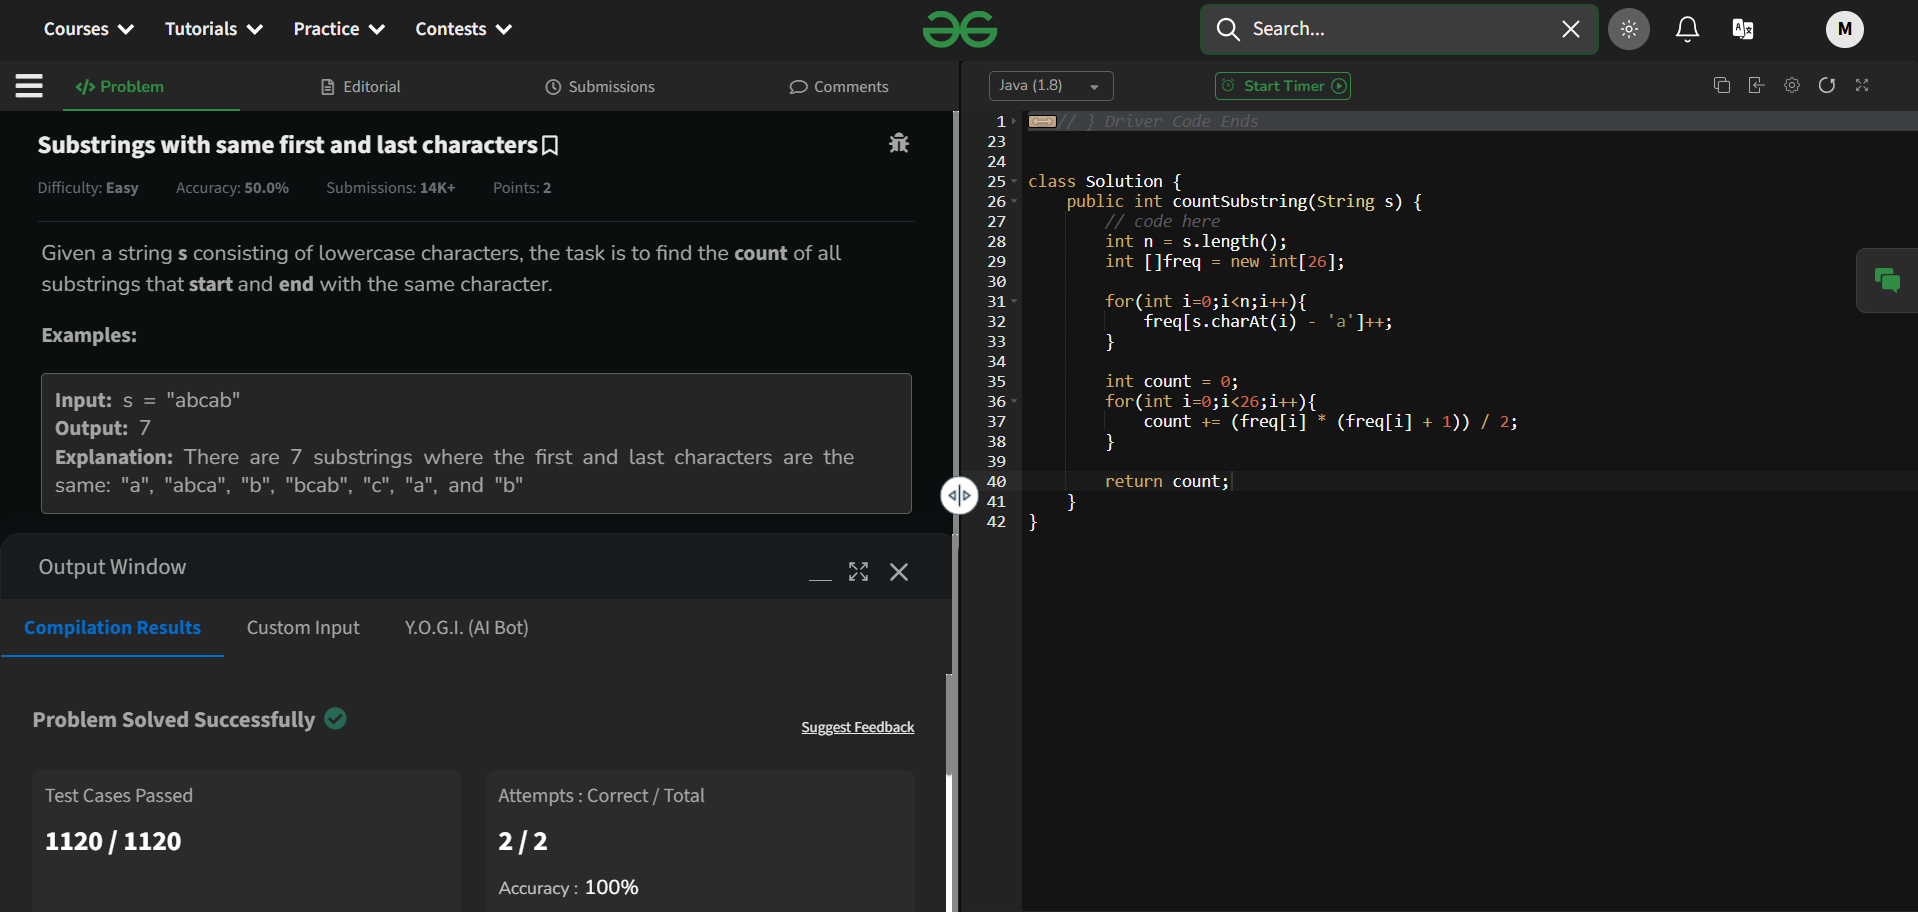 Courses Tutorials Practice Contests Search... M
Problem Editorial Submissions Comments
Java (1.8) Start Timer
Substrings with same first and last characters
Difficulty: Easy Accuracy: 50.0% Submissions: 14K+ Points: 2
Given a string s consisting of lowercase characters, the task is to find the count of all
substrings that start and end with the same character.
Examples:
Input: s = "abcab"
Output: 7
Explanation: There are 7 substrings where the first and last characters are the
same: "a", "abca", "b", "bcab", "c", "a", and "b"
Output Window
Compilation Results Custom Input Y.O.G.I. (AI Bot)
Problem Solved Successfully
Suggest Feedback
Test Cases Passed
1120 / 1120
Attempts : Correct / Total
2 / 2
Accuracy : 100%
1 // } Driver Code Ends
23
24
25 class Solution {
26 public int countSubstring(String s) {
27 // code here
28 int n = s.length();
29 int []freq = new int[26];
30
31 for(int i=0;i<n;i++){
32 freq[s.charAt(i) - 'a']++;
33 }
34
35 int count = 0;
36 for(int i=0;i<26;i++){
37 count += (freq[i] * (freq[i] + 1)) / 2;
38 }
39
40 return count;
41 }
42 }